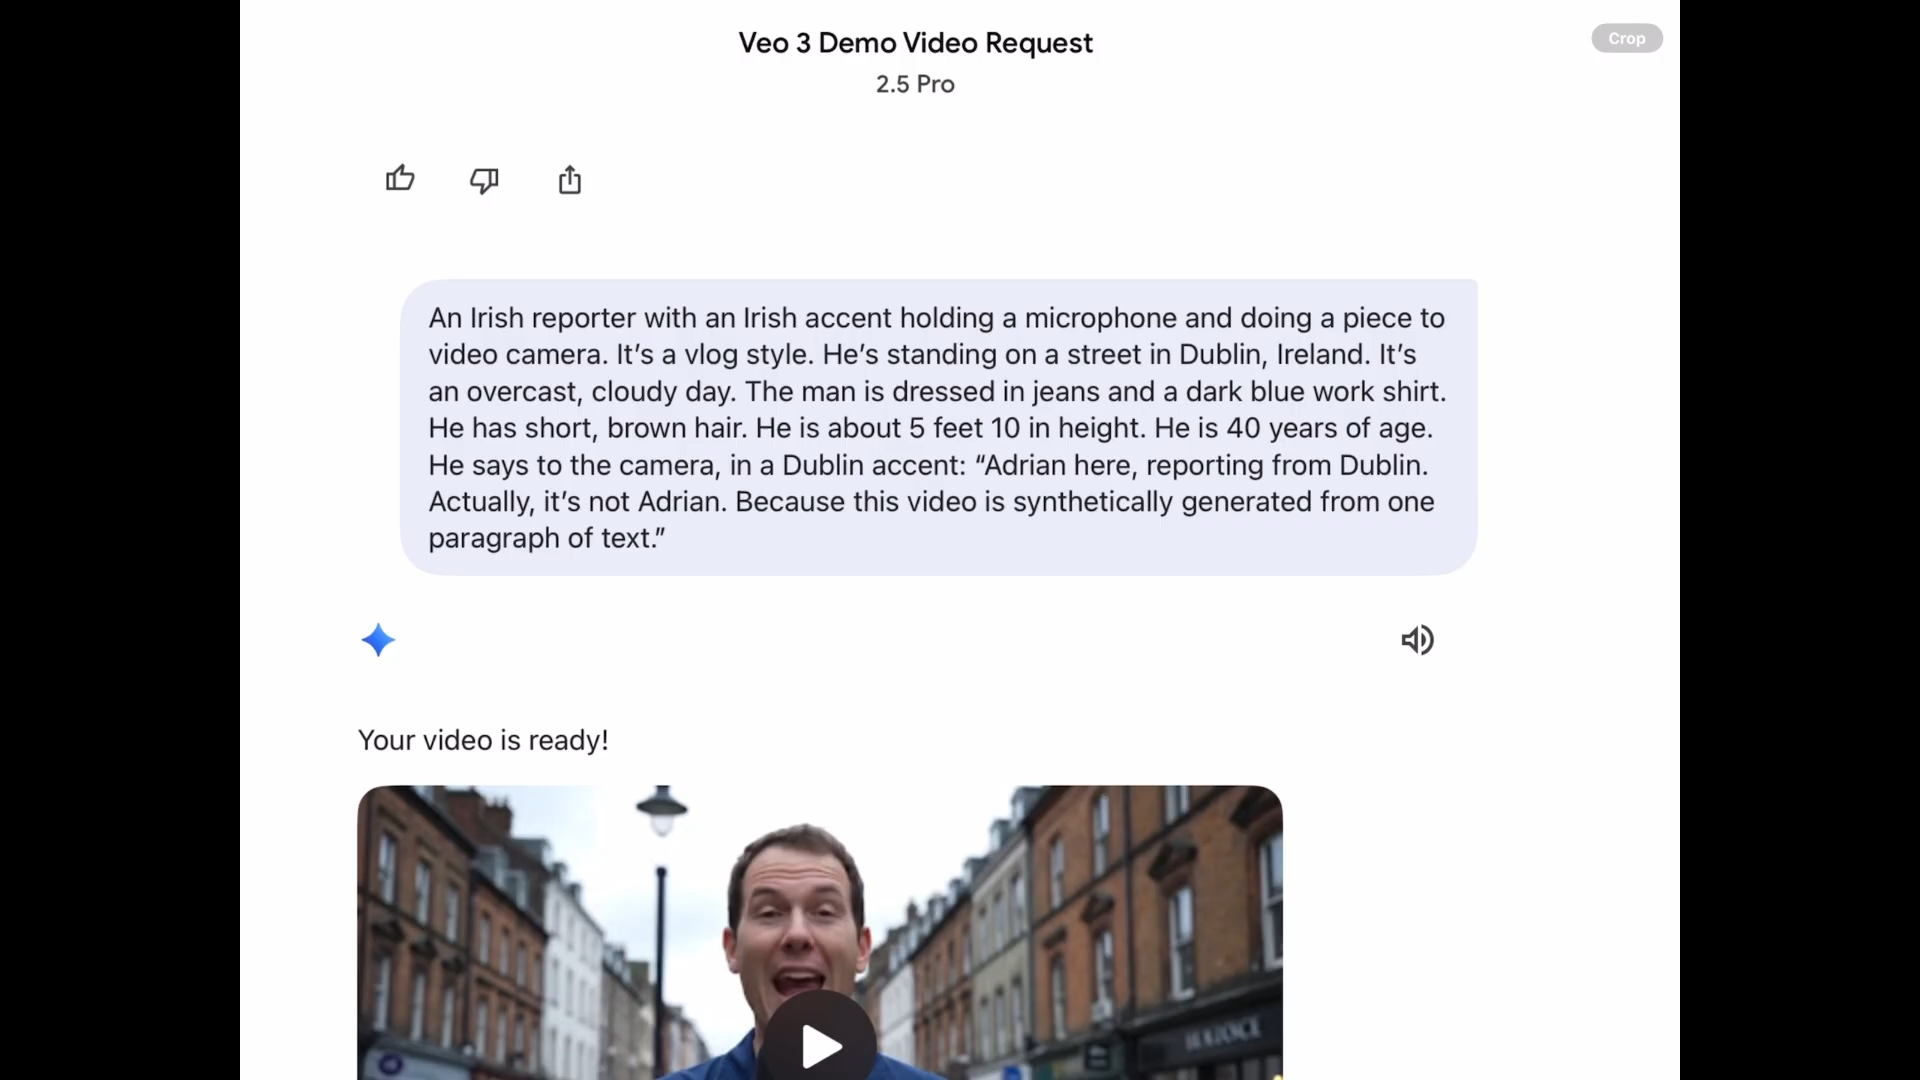 Veo 3 Demo Video Request
Crop
2.5 Pro
An Irish reporter with an Irish accent holding a microphone and doing a piece to
video camera. It’s a vlog style. He’s standing on a street in Dublin, Ireland. It’s
an overcast, cloudy day. The man is dressed in jeans and a dark blue work shirt.
He has short, brown hair. He is about 5 feet 10 in height. He is 40 years of age.
He says to the camera, in a Dublin accent: “Adrian here, reporting from Dublin.
Actually, it’s not Adrian. Because this video is synthetically generated from one
paragraph of text.”
Your video is ready!